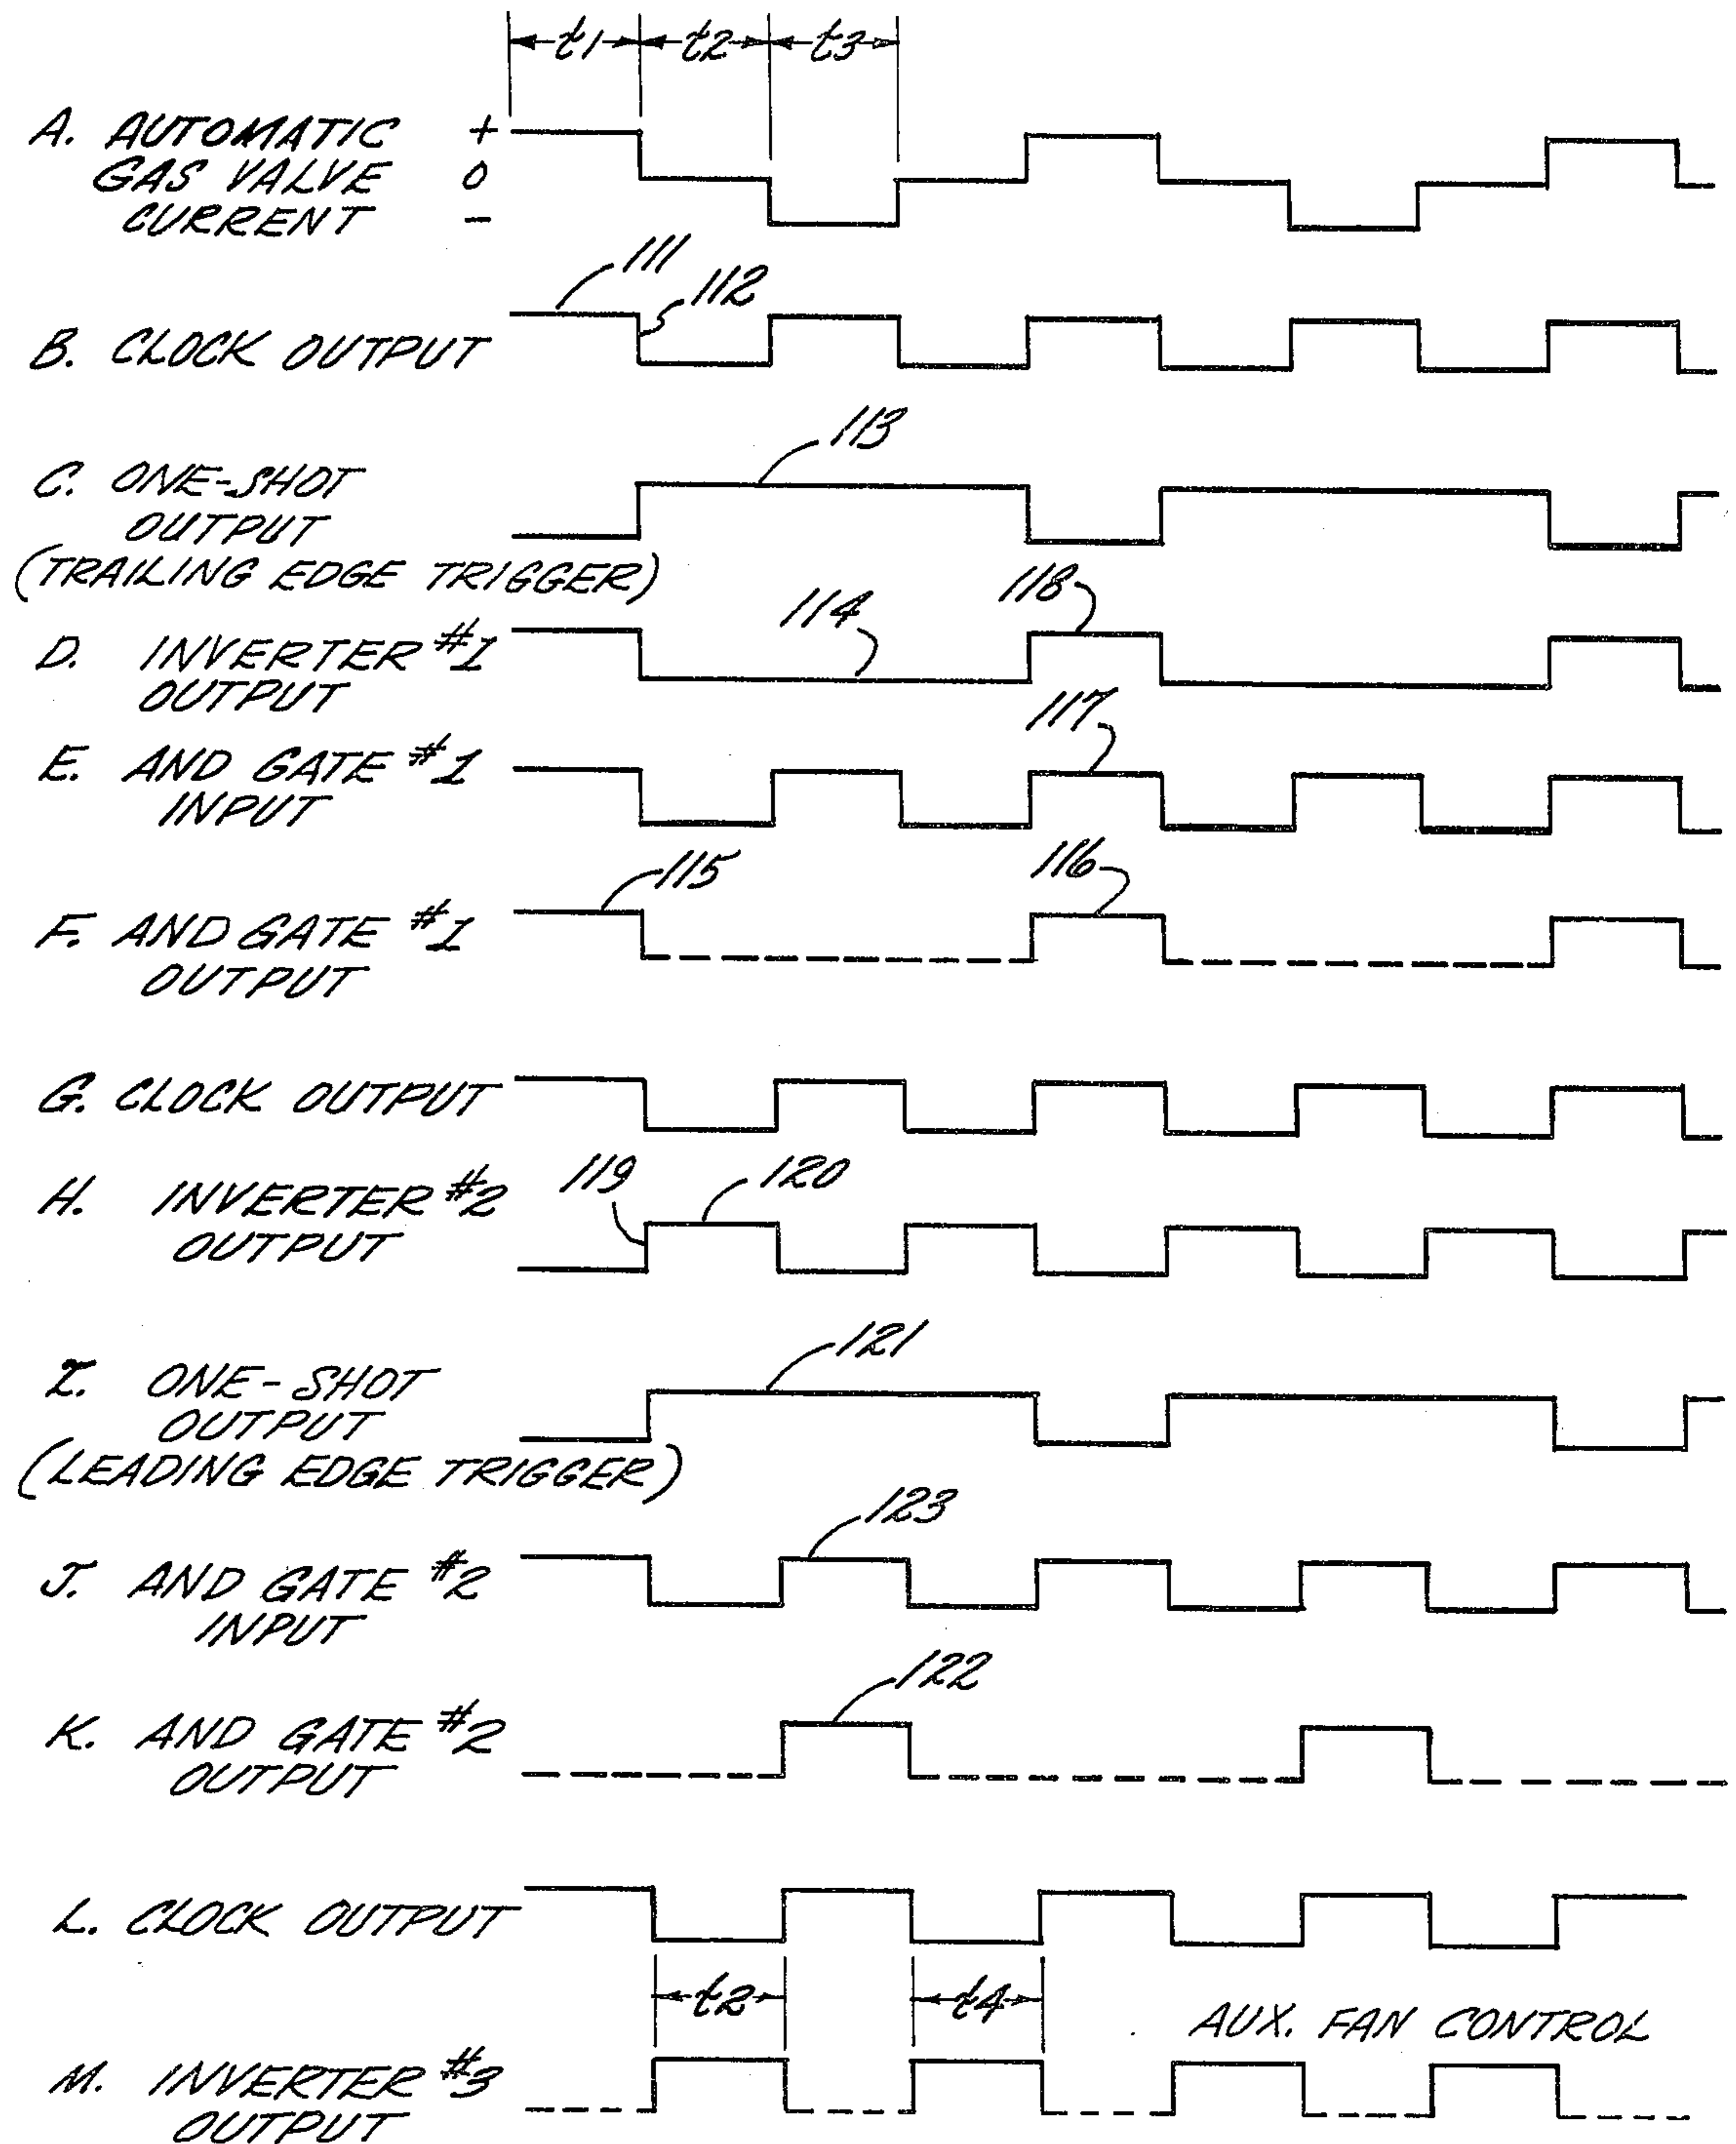 t1 t2 t3
A. AUTOMATIC +
GAS VALVE 0
CURRENT -
111
112
B. CLOCK OUTPUT
113
C. ONE-SHOT
OUTPUT
(TRAILING EDGE TRIGGER)
118
114
D. INVERTER #1
OUTPUT
117
E. AND GATE #1
INPUT
115
116
F. AND GATE #1
OUTPUT
G. CLOCK OUTPUT
119
120
H. INVERTER #2
OUTPUT
121
I. ONE-SHOT
OUTPUT
(LEADING EDGE TRIGGER)
123
J. AND GATE #2
INPUT
122
K. AND GATE #2
OUTPUT
L. CLOCK OUTPUT
t2 t4
AUX. FAN CONTROL
M. INVERTER #3
OUTPUT